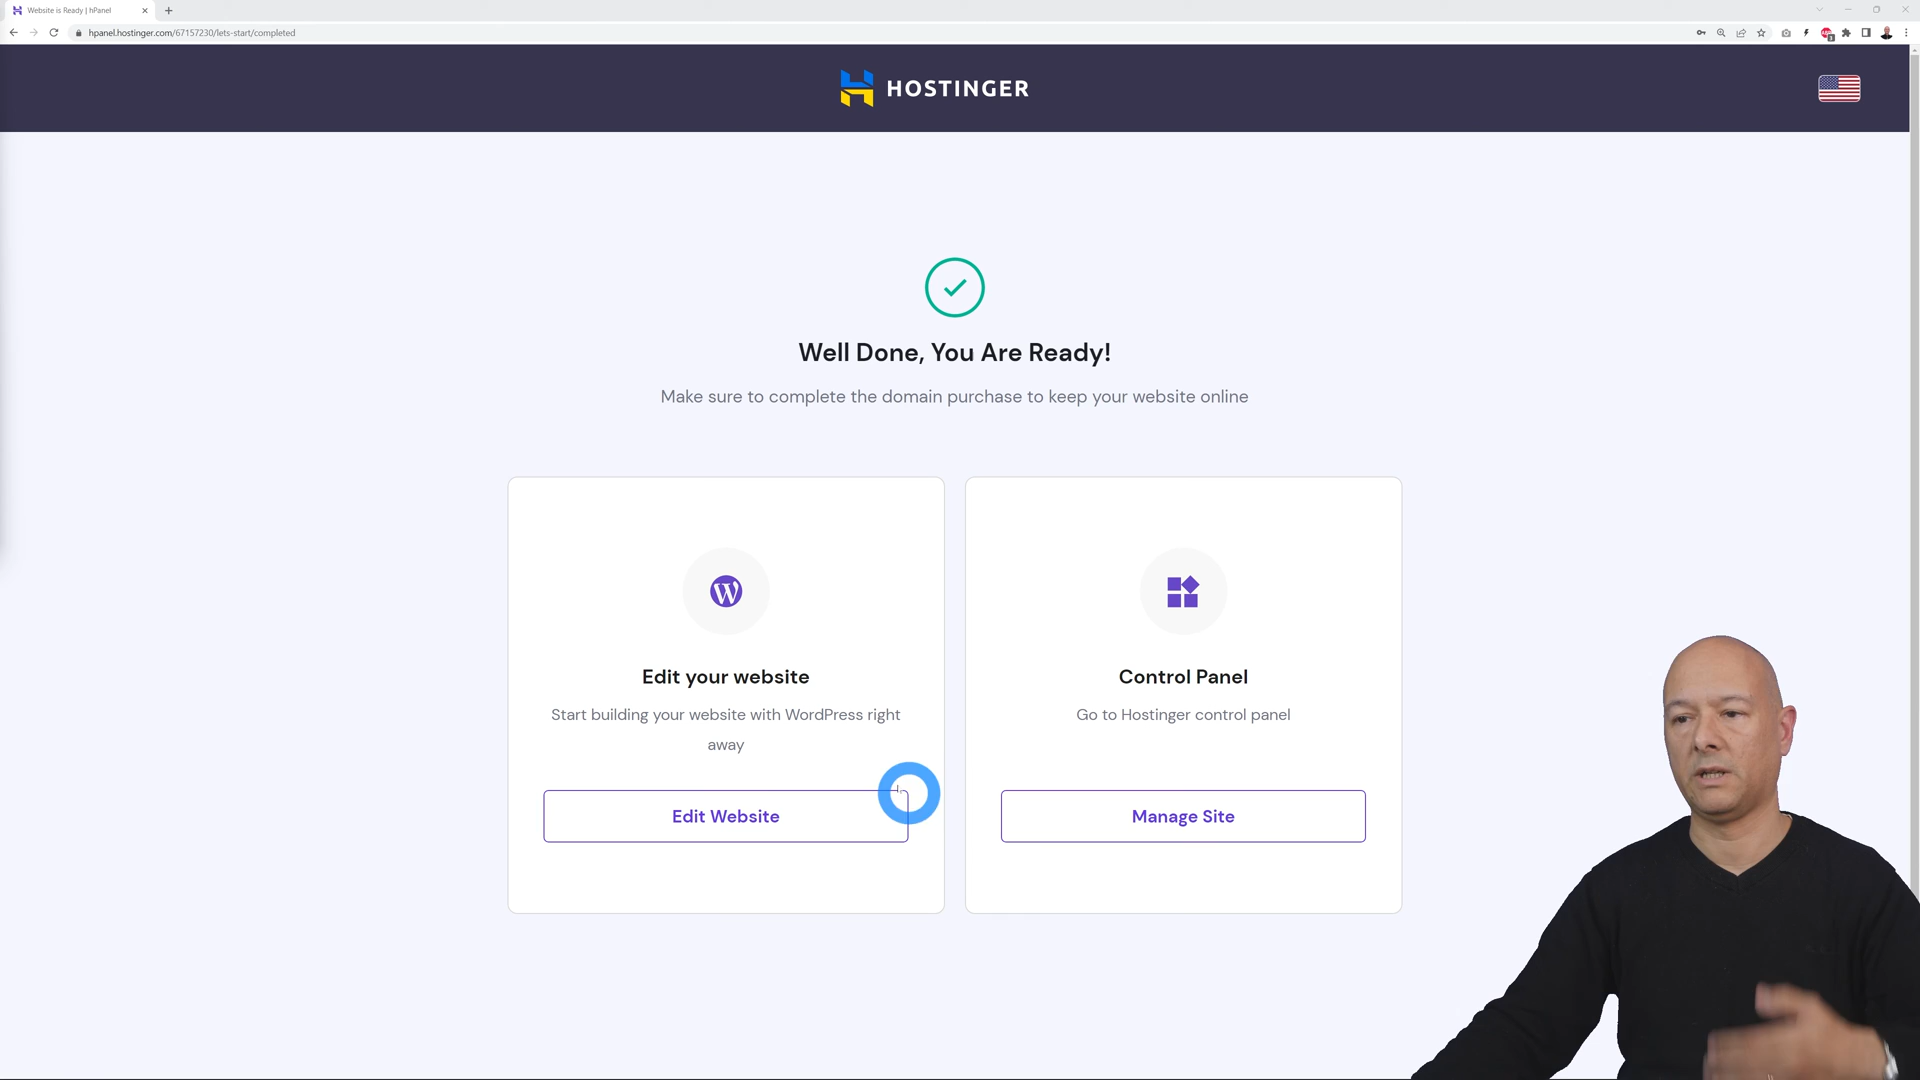 Website is Ready | hPanel
hpanel.hostinger.com/67157230/lets-start/completed
HOSTINGER
Well Done, You Are Ready!
Make sure to complete the domain purchase to keep your website online
Edit your website
Start building your website with WordPress right
away
Edit Website
Control Panel
Go to Hostinger control panel
Manage Site